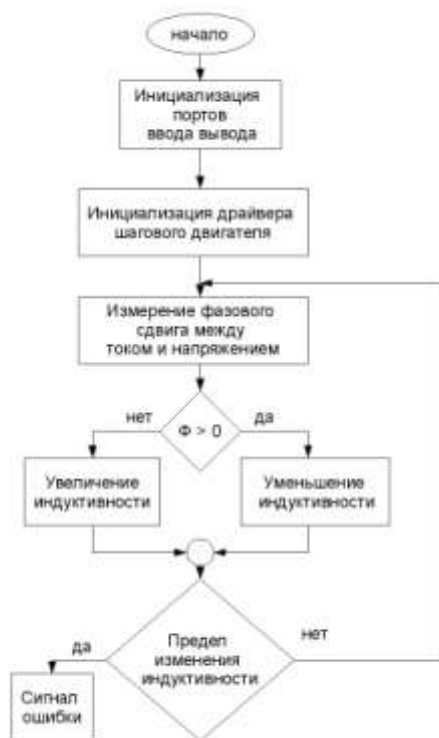 начало
Инициализация
портов
ввода вывода
Инициализация драйвера
шагового двигателя
Измерение фазового
сдвига между
током и напряжением
нет
Ф > 0
да
Увеличение
индуктивности
Уменьшение
индуктивности
да
Предел
изменения
индуктивности
нет
Сигнал
ошибки